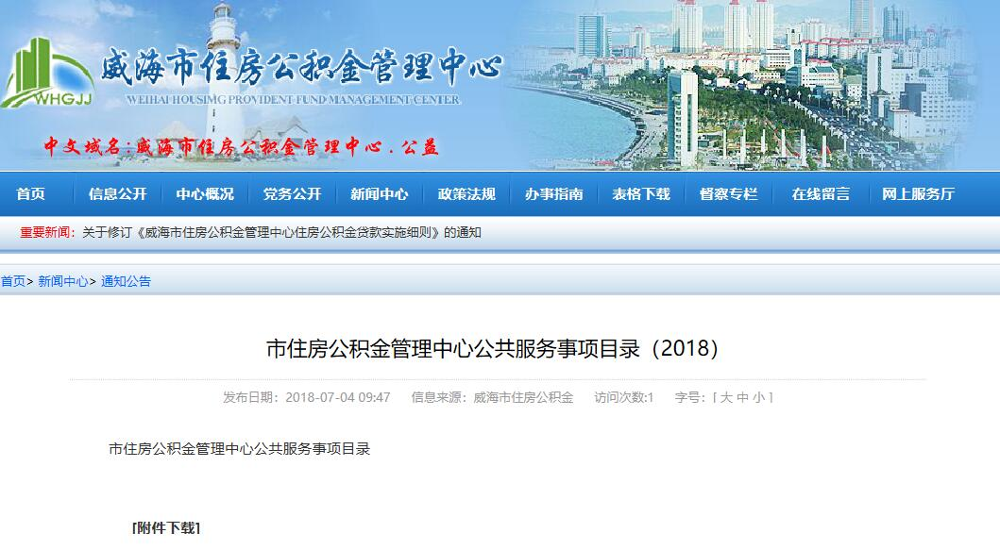 威海市住房公积金管理中心
WHGJJ
WEIHAI HOUSIMG PROVIDENT FUND MANAGEMENT CENTER
中文域名:威海市住房公积金管理中心.公益
首页 信息公开 中心概况 党务公开 新闻中心 政策法规 办事指南 表格下载 督察专栏 在线留言 网上服务厅
重要新闻: 关于修订《威海市住房公积金管理中心住房公积金贷款实施细则》的通知
首页> 新闻中心> 通知公告
市住房公积金管理中心公共服务事项目录（2018）
发布日期：2018-07-04 09:47 信息来源：威海市住房公积金 访问次数:1 字号：[ 大 中 小 ]
市住房公积金管理中心公共服务事项目录
[附件下载]